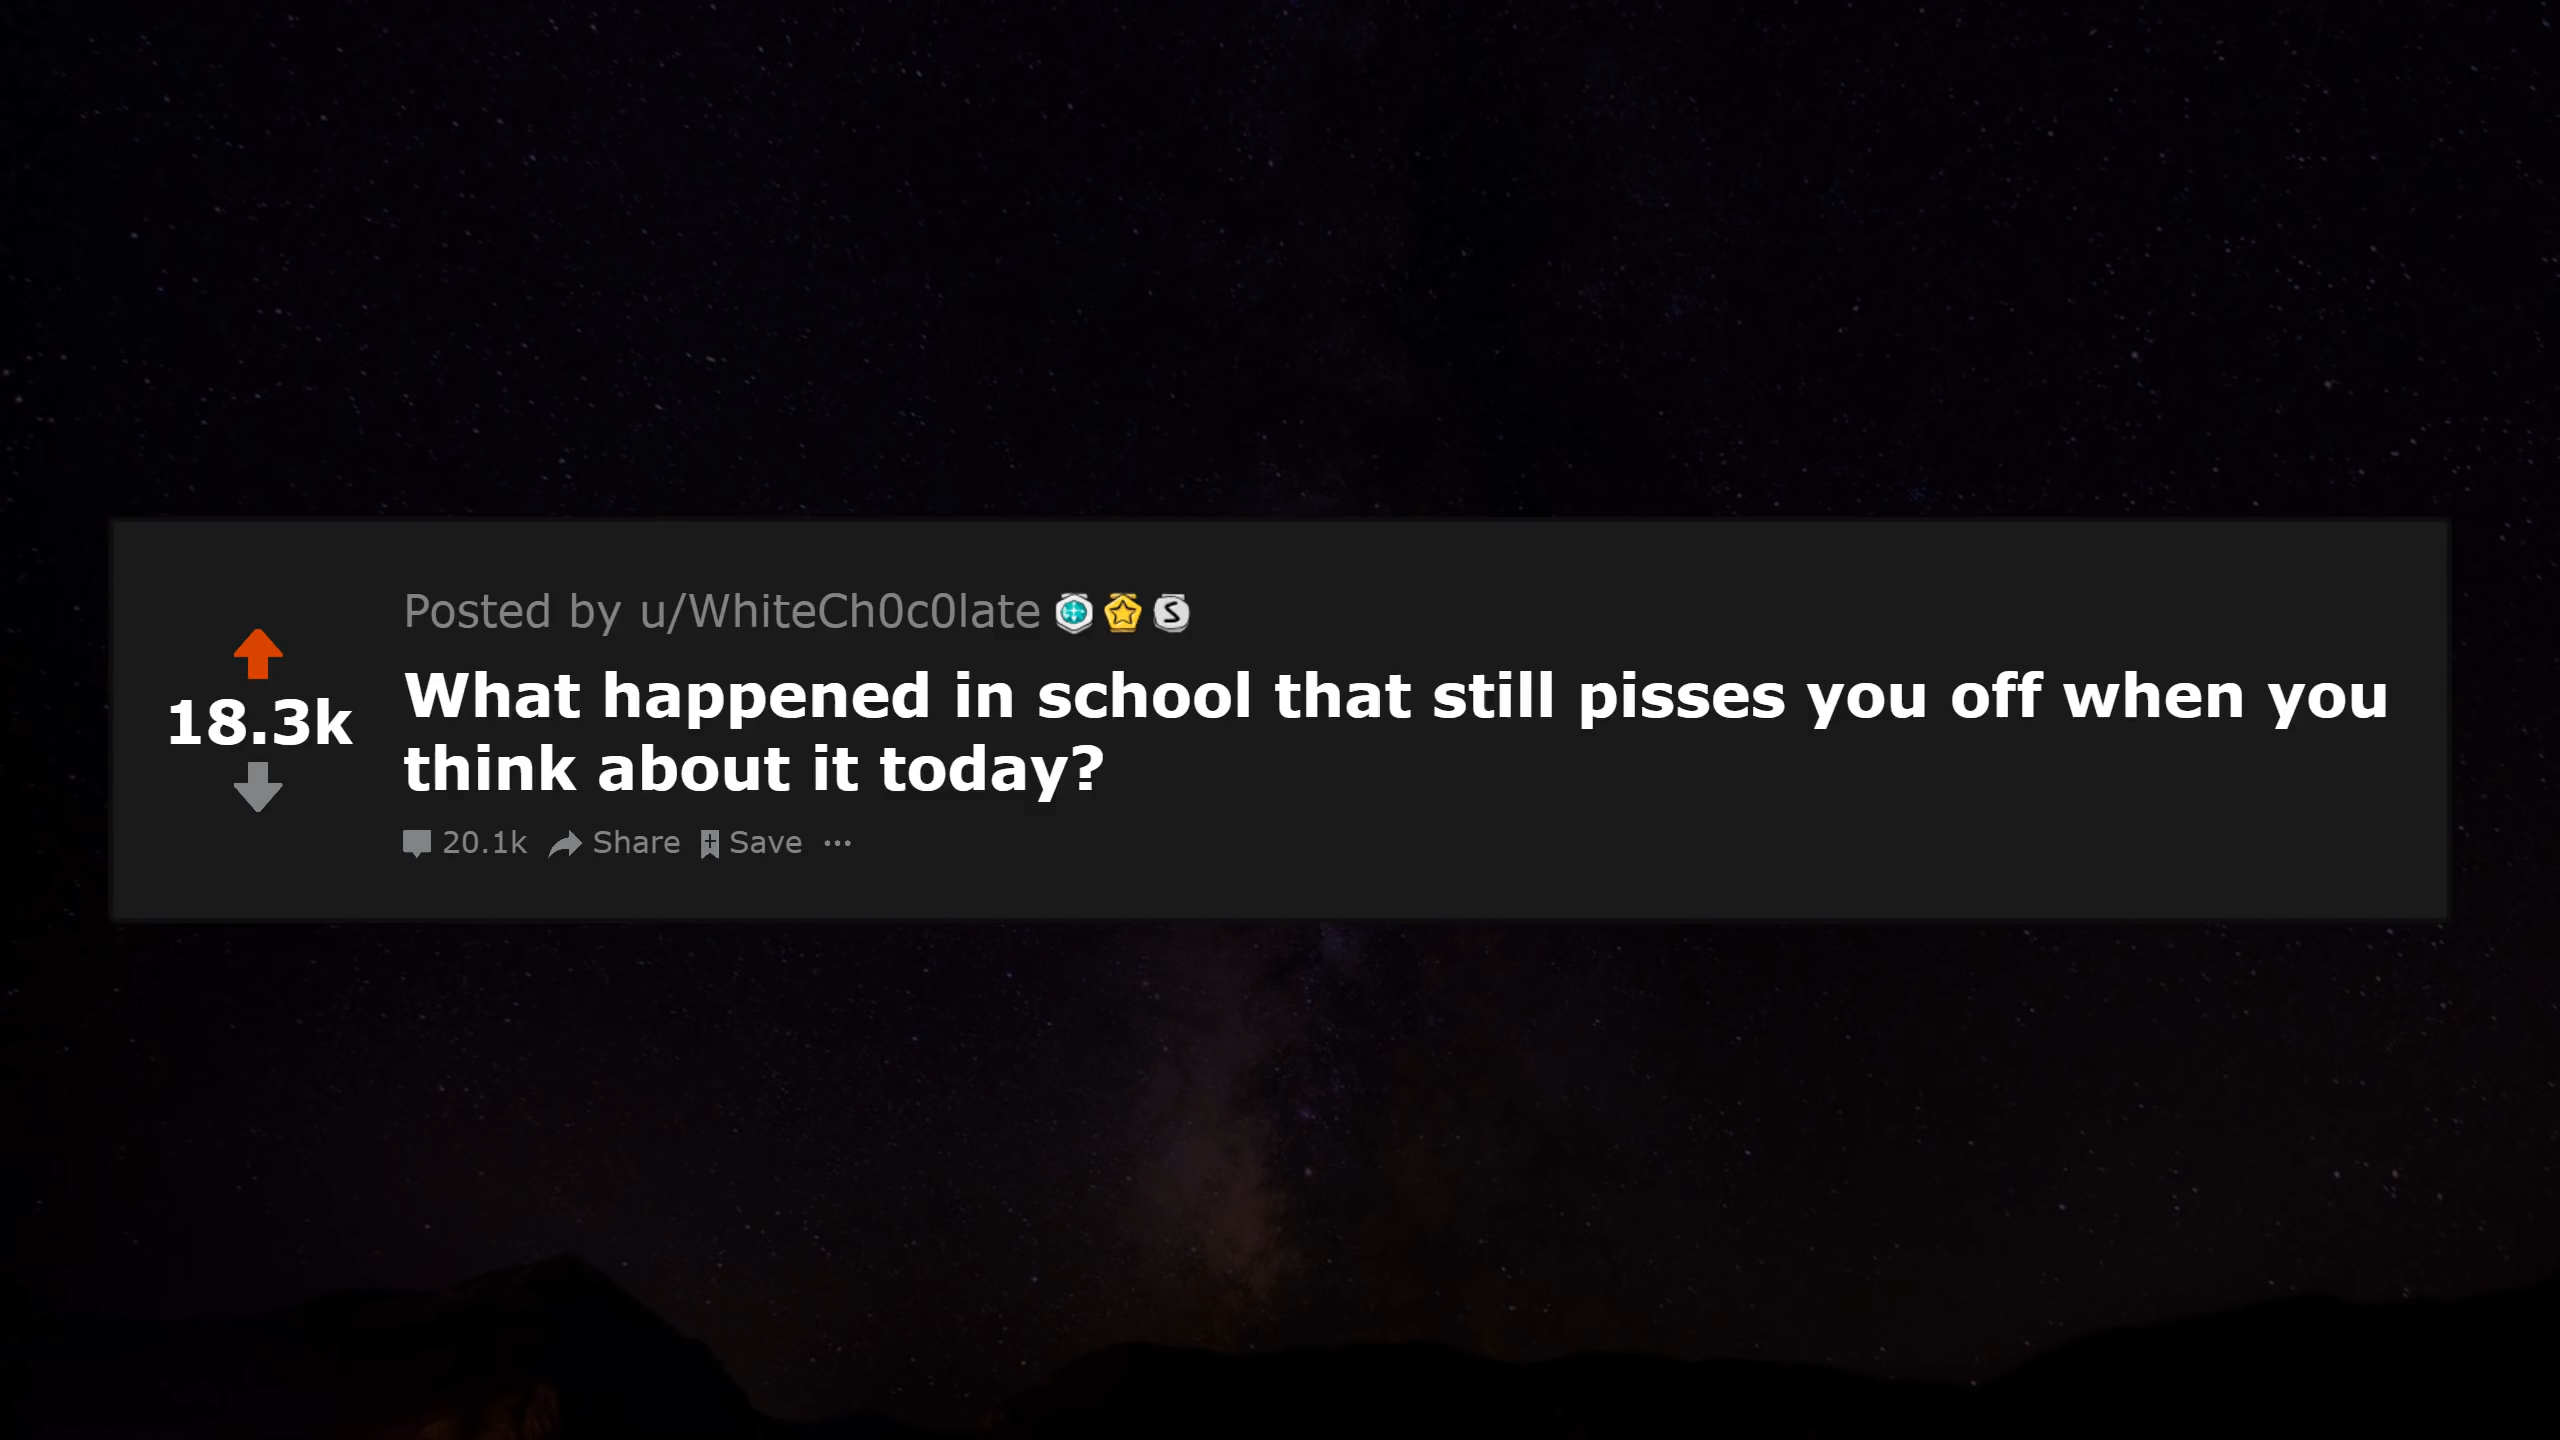 Posted by u/WhiteCh0c0late
18.3k
What happened in school that still pisses you off when you
think about it today?
20.1k Share Save ...